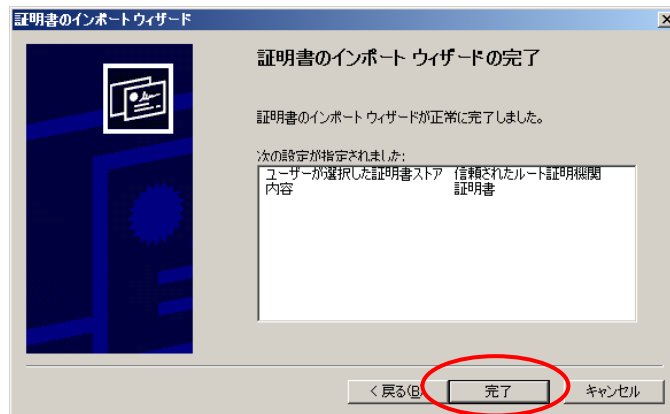 証明書のインポート ウィザード
証明書のインポート ウィザードの完了
証明書のインポート ウィザードが正常に完了しました。
次の設定が指定されました:
ユーザーが選択した証明書ストア 信頼されたルート証明機関
内容 証明書
< 戻る(B
完了
キャンセル